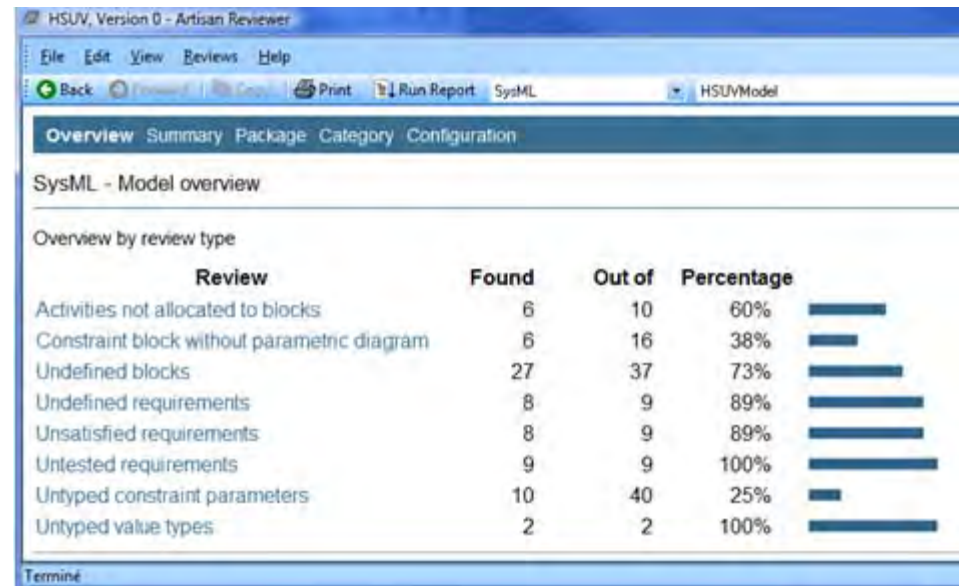 HSUV, Version 0 - Artisan Reviewer
File Edit View Reviews Help
Back Forward Copy Print Run Report SysML HSUVModel
Overview Summary Package Category Configuration
SysML - Model overview
Overview by review type
Review Found Out of Percentage
Activities not allocated to blocks 6 10 60%
Constraint block without parametric diagram 6 16 38%
Undefined blocks 27 37 73%
Undefined requirements 8 9 89%
Unsatisfied requirements 8 9 89%
Untested requirements 9 9 100%
Untyped constraint parameters 10 40 25%
Untyped value types 2 2 100%
Terminé